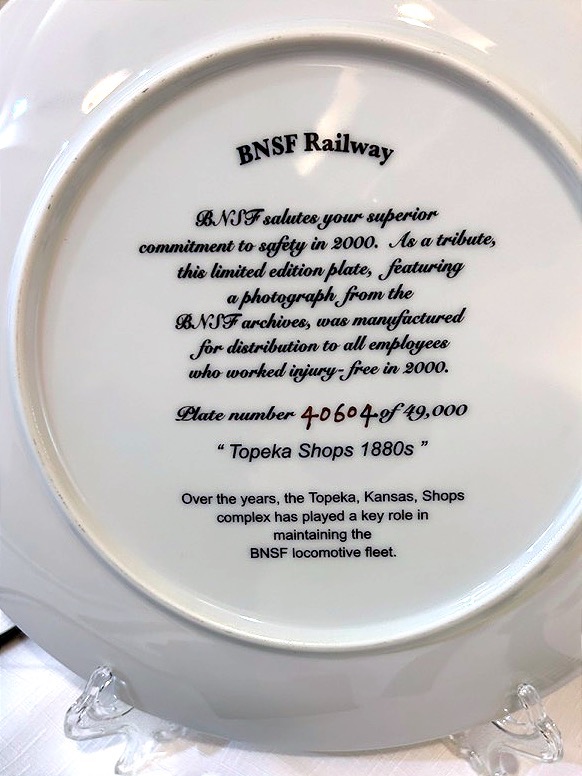 BNSF Railway
BNSF salutes your superior
commitment to safety in 2000. As a tribute,
this limited edition plate, featuring
a photograph from the
BNSF archives, was manufactured
for distribution to all employees
who worked injury-free in 2000.
Plate number 40604 of 49,000
“ Topeka Shops 1880s ”
Over the years, the Topeka, Kansas, Shops
complex has played a key role in
maintaining the
BNSF locomotive fleet.